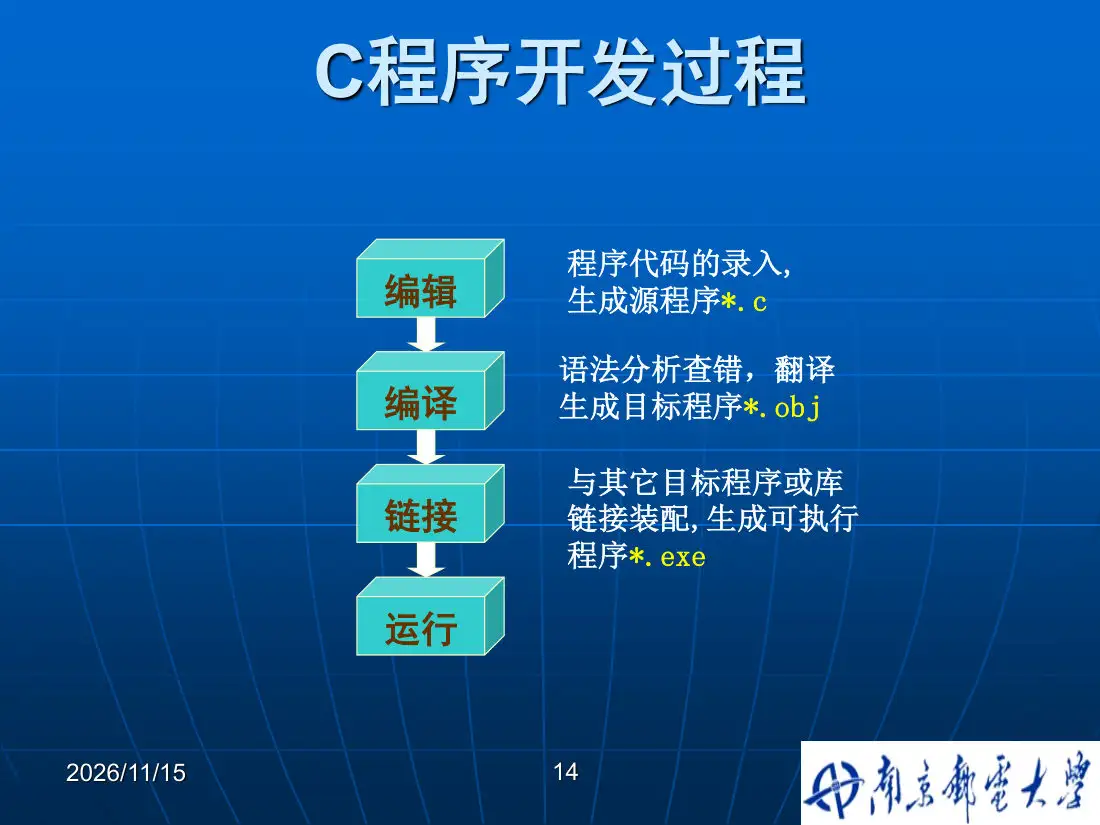 C程序开发过程
编辑
程序代码的录入,
生成源程序*.c
编译
语法分析查错，翻译
生成目标程序*.obj
链接
与其它目标程序或库
链接装配,生成可执行
程序*.exe
运行
2026/11/15
14
南京郵電大學